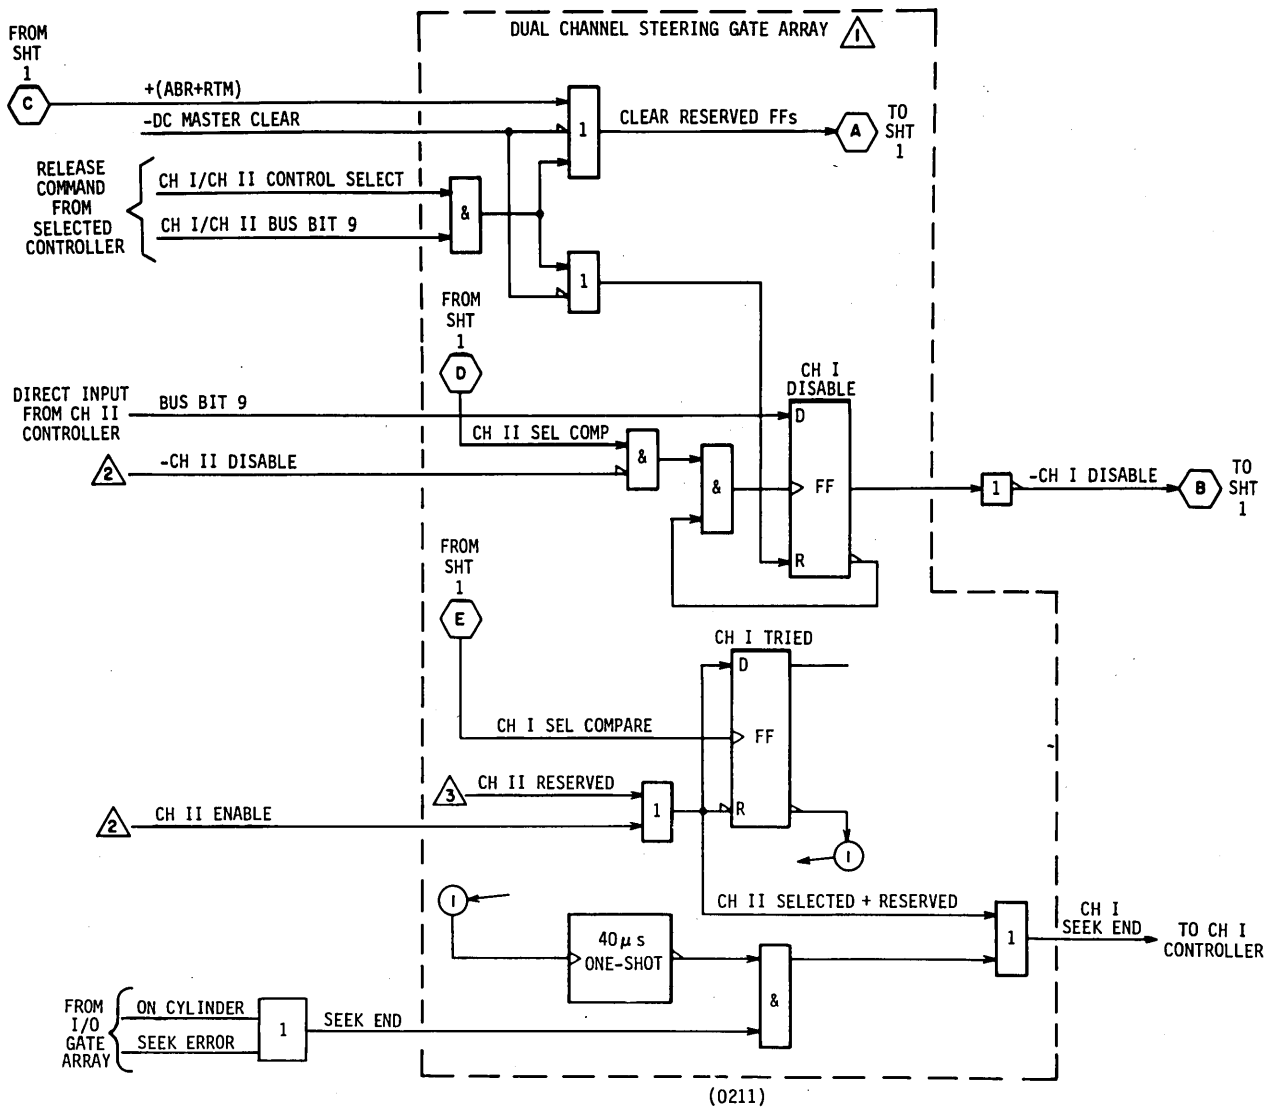 DUAL CHANNEL STEERING GATE ARRAY
1
FROM
SHT
1
C
+(ABR+RTM)
-DC MASTER CLEAR
1
CLEAR RESERVED FFs
A
TO
SHT
1
RELEASE
COMMAND
FROM
SELECTED
CONTROLLER
CH I/CH II CONTROL SELECT
CH I/CH II BUS BIT 9
&
1
FROM
SHT
1
D
DIRECT INPUT
FROM CH II
CONTROLLER
BUS BIT 9
CH II SEL COMP
2
-CH II DISABLE
&
&
CH I
DISABLE
D
FF
R
1
-CH I DISABLE
B
TO
SHT
1
FROM
SHT
1
E
CH I SEL COMPARE
CH I TRIED
D
FF
R
3
CH II RESERVED
2
CH II ENABLE
1
I
I
CH II SELECTED + RESERVED
40μs
ONE-SHOT
&
1
CH I
SEEK END
TO CH I
CONTROLLER
FROM
I/O
GATE
ARRAY
ON CYLINDER
SEEK ERROR
1
SEEK END
(0211)